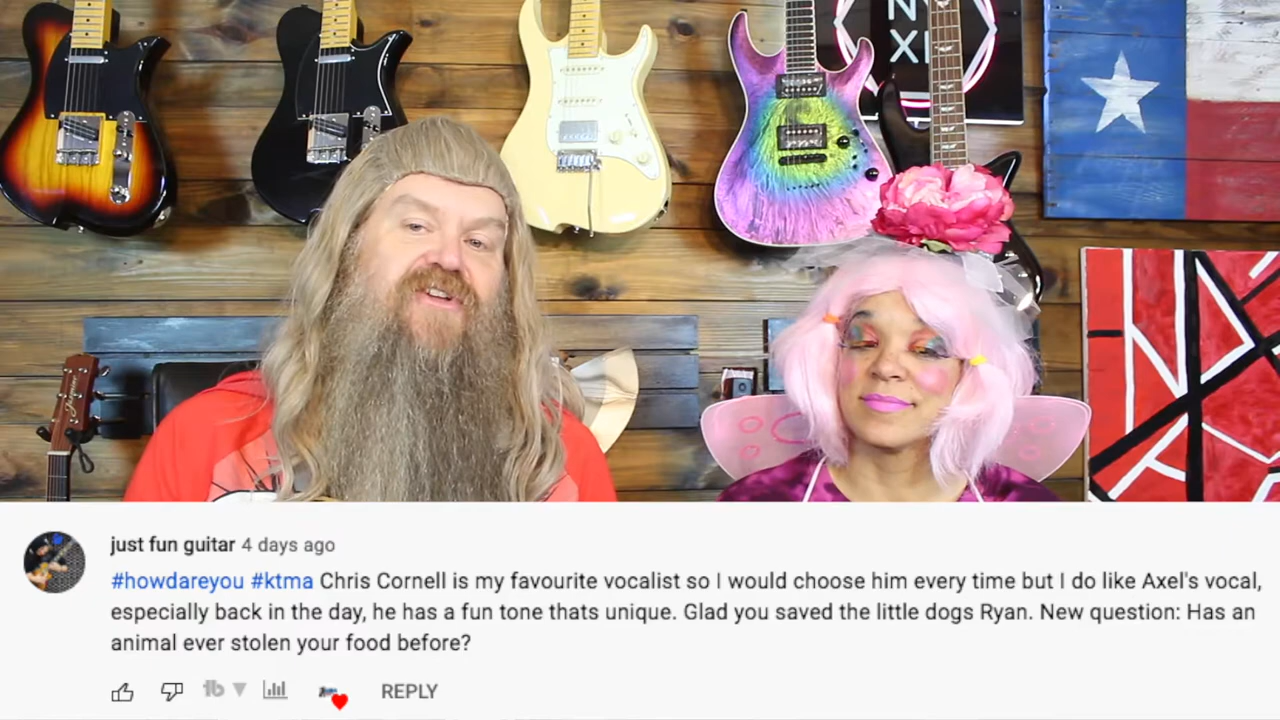 N
XI
just fun guitar 4 days ago
#howdareyou #ktma Chris Cornell is my favourite vocalist so I would choose him every time but I do like Axel's vocal,
especially back in the day, he has a fun tone thats unique. Glad you saved the little dogs Ryan. New question: Has an
animal ever stolen your food before?
REPLY